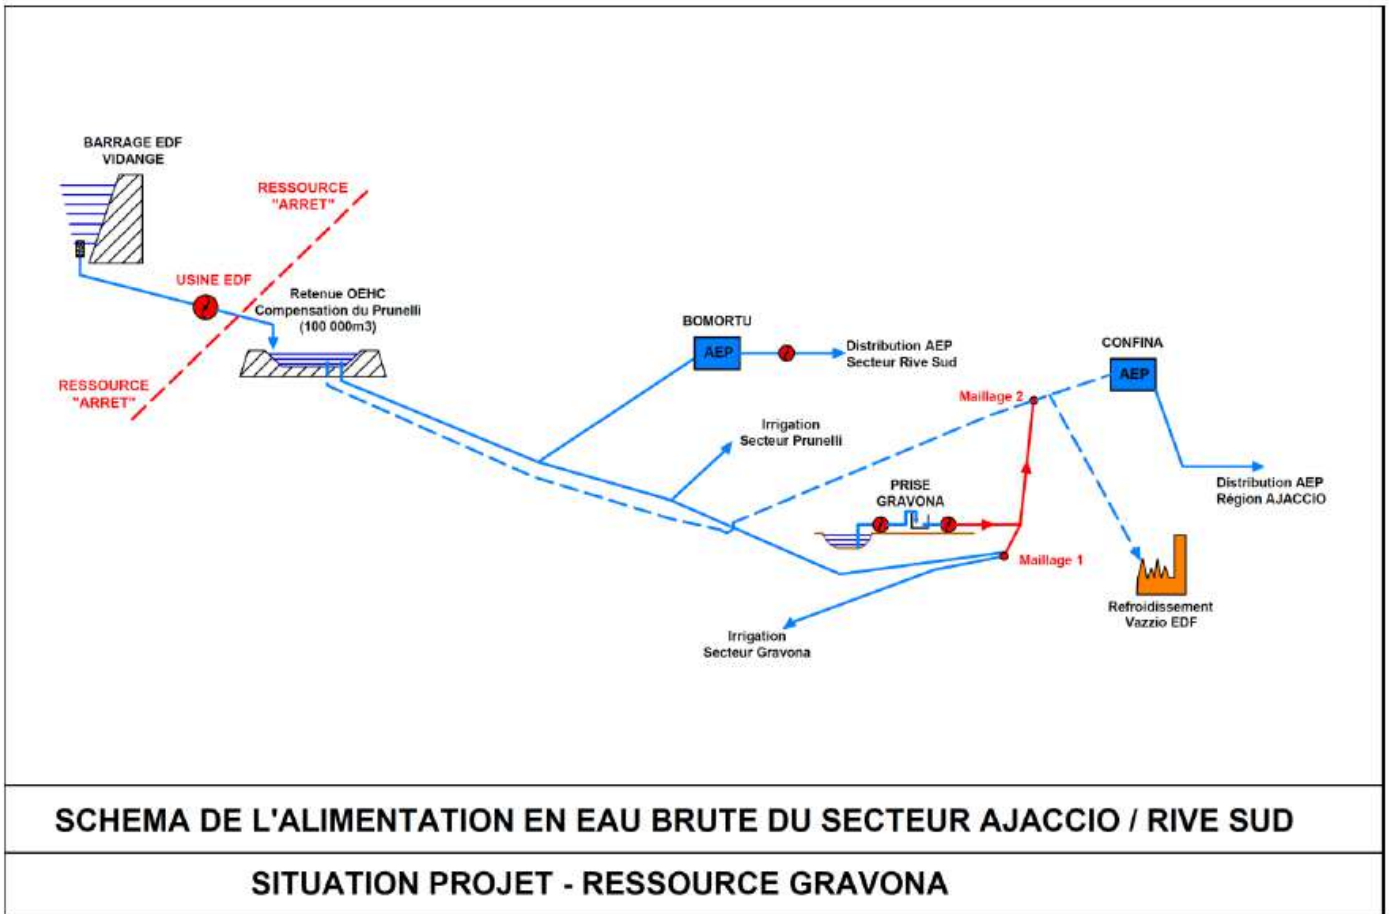 BARRAGE EDF
VIDANGE
RESSOURCE
"ARRET"
USINE EDF
Retenue OEHC
Compensation du Prunelli
(100 000m3)
RESSOURCE
"ARRET"
BOMORTU
AEP
Distribution AEP
Secteur Rive Sud
CONFINA
AEP
Maillage 2
Irrigation
Secteur Prunelli
PRISE
GRAVONA
Distribution AEP
Région AJACCIO
Maillage 1
Refroidissement
Vazzio EDF
Irrigation
Secteur Gravona
SCHEMA DE L'ALIMENTATION EN EAU BRUTE DU SECTEUR AJACCIO / RIVE SUD
SITUATION PROJET - RESSOURCE GRAVONA